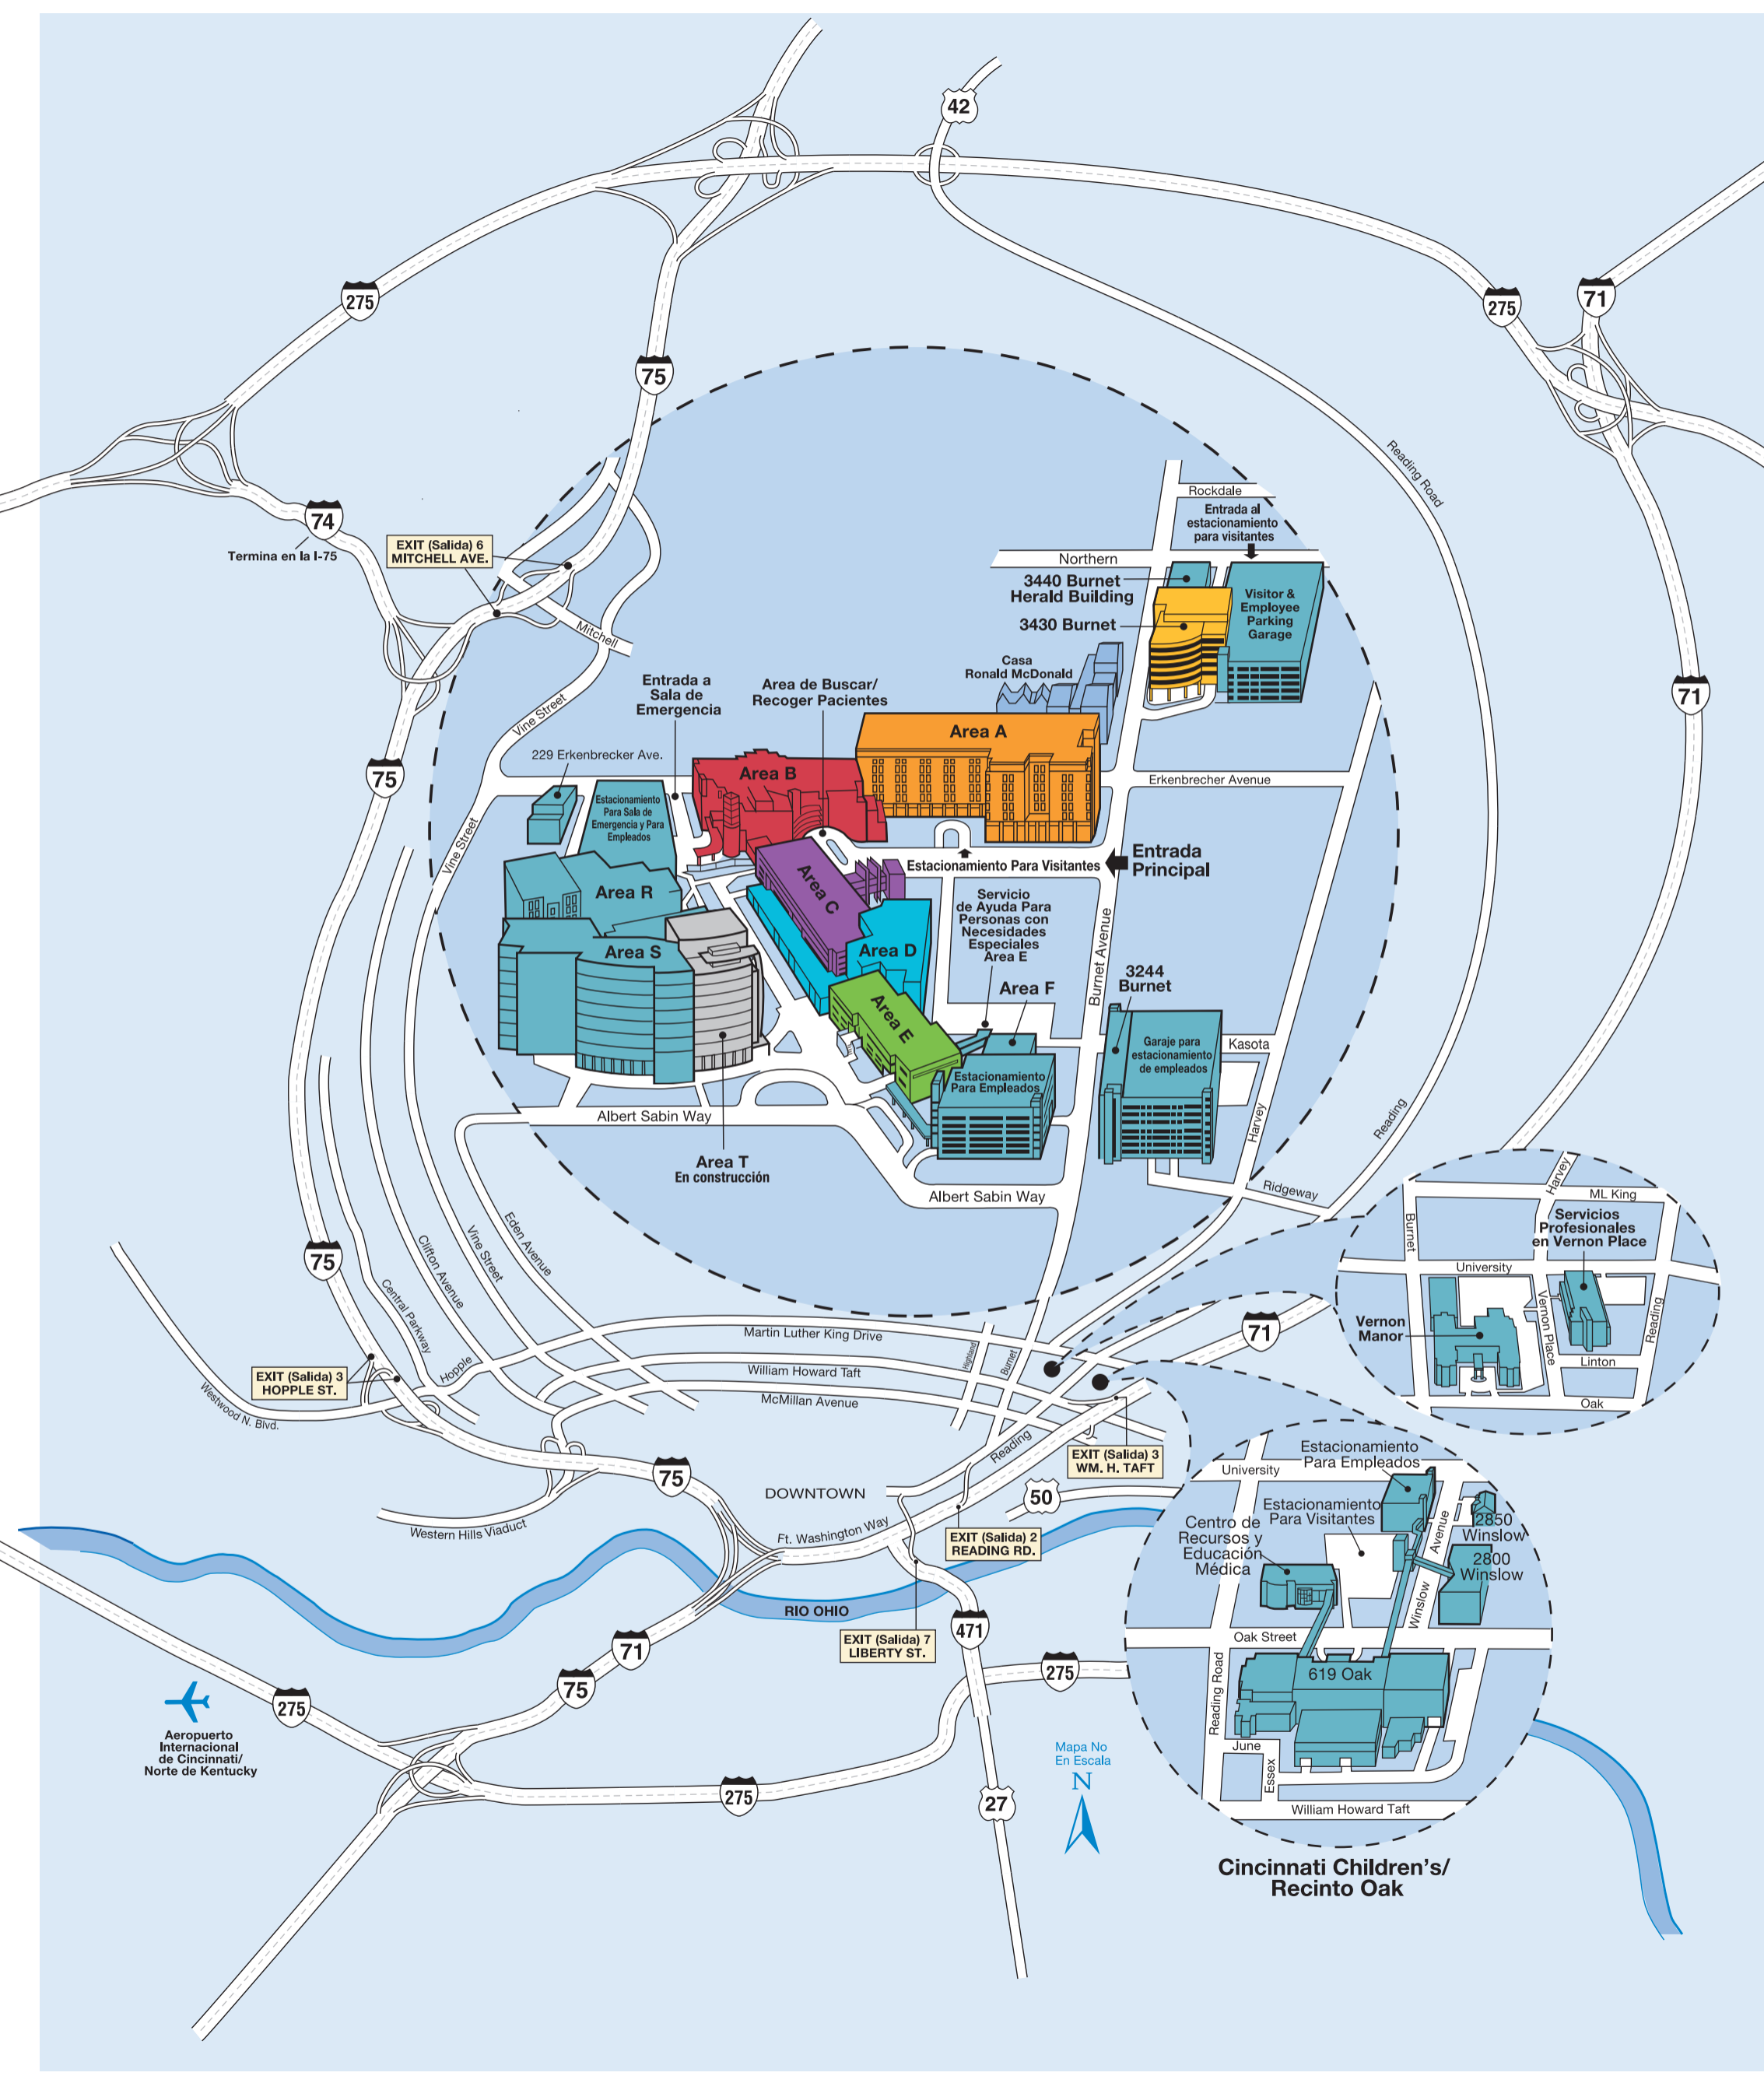 42
275
275
71
75
Reading Road
74
Termina en la I-75
EXIT (Salida) 6
MITCHELL AVE.
Rockdale
Entrada al
estacionamiento
para visitantes
Northern
3440 Burnet
Herald Building
3430 Burnet
Visitor &
Employee
Parking
Garage
Mitchell
Casa
Ronald McDonald
Entrada a
Sala de
Emergencia
Area de Buscar/
Recoger Pacientes
71
Vine Street
229 Erkenbrecker Ave.
Area A
Area B
75
Erkenbrecher Avenue
Estacionamiento
Para Sala de
Emergencia y Para
Empleados
Vine Street
Estacionamiento Para Visitantes
Entrada
Principal
Area R
Area C
Servicio
de Ayuda Para
Personas con
Necesidades
Especiales
Area E
Burnet Avenue
Area S
Area D
Area F
3244
Burnet
Area E
Kasota
Garaje para
estacionamiento
de empleados
Estacionamiento
Para Empleados
Albert Sabin Way
Harvey
Reading
Area T
En construcción
Albert Sabin Way
Ridgeway
Harvey
ML King
Burnet
Servicios
Profesionales
en Vernon Place
University
Vernon
Manor
Vernon Place
Reading
Linton
Oak
75
Eden Avenue
Vine Street
Clifton Avenue
Central Parkway
Martin Luther King Drive
71
Highland
Burnet
William Howard Taft
McMillan Avenue
Hopple
EXIT (Salida) 3
HOPPLE ST.
Westwood N. Blvd.
Reading
EXIT (Salida) 3
WM. H. TAFT
75
DOWNTOWN
50
Western Hills Viaduct
Ft. Washington Way
EXIT (Salida) 2
READING RD.
RIO OHIO
EXIT (Salida) 7
LIBERTY ST.
471
71
275
75
275
Aeropuerto
Internacional
de Cincinnati/
Norte de Kentucky
275
27
Mapa No
En Escala
N
Estacionamiento
Para Empleados
University
Estacionamiento
Para Visitantes
Centro de
Recursos y
Educación
Médica
Avenue
Winslow
2850
Winslow
2800
Winslow
Oak Street
619 Oak
Reading Road
June
Essex
William Howard Taft
Cincinnati Children's/
Recinto Oak